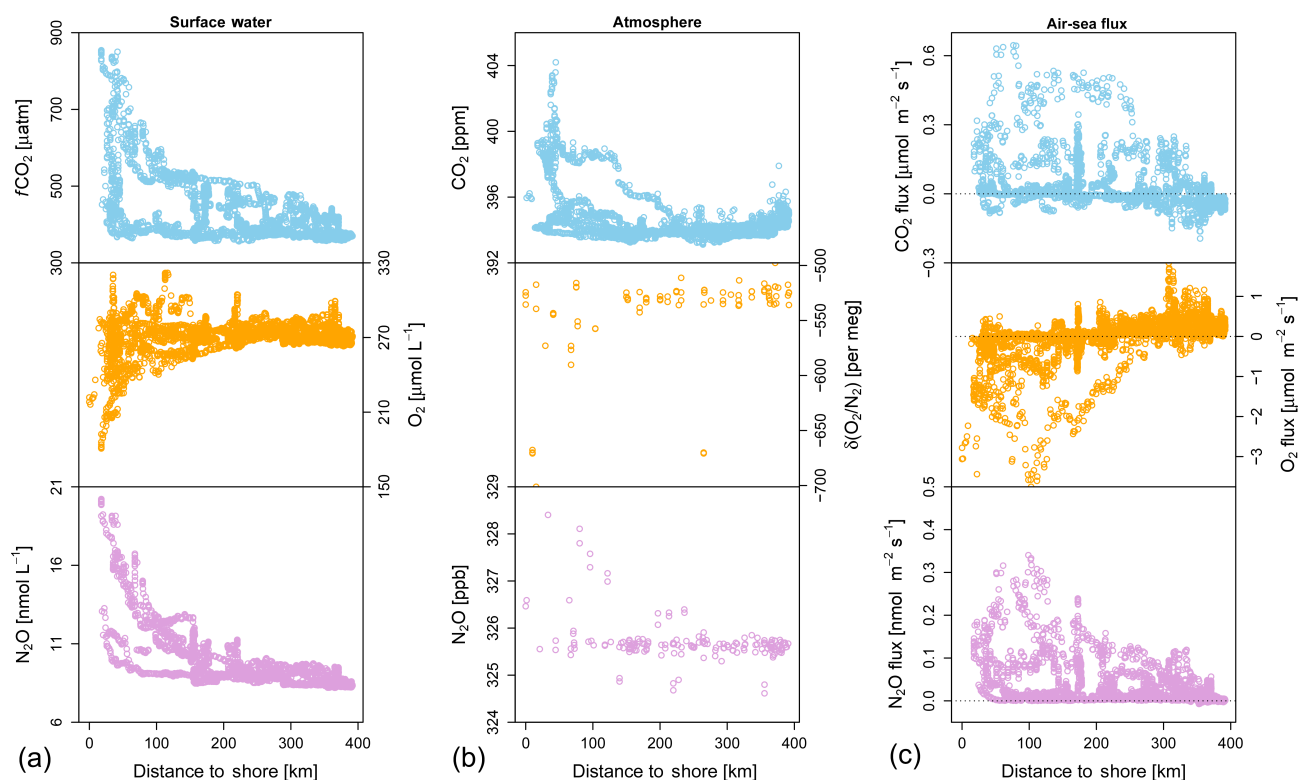 Surface water
Atmosphere
Air-sea flux
900
700
500
300
fCO₂ [µatm]
404
400
396
392
CO₂ [ppm]
0.6
0.3
0.0
−0.3
CO₂ flux [µmol m⁻² s⁻¹]
330
270
210
150
O₂ [µmol L⁻¹]
−500
−550
−600
−650
−700
δ(O₂/N₂) [per meg]
1
0
−1
−2
−3
O₂ flux [µmol m⁻² s⁻¹]
21
16
11
6
N₂O [nmol L⁻¹]
329
328
327
326
325
324
N₂O [ppb]
0.5
0.4
0.3
0.2
0.1
0.0
N₂O flux [nmol m⁻² s⁻¹]
0 100 200 300 400
0 100 200 300 400
0 100 200 300 400
(a)
Distance to shore [km]
(b)
Distance to shore [km]
(c)
Distance to shore [km]